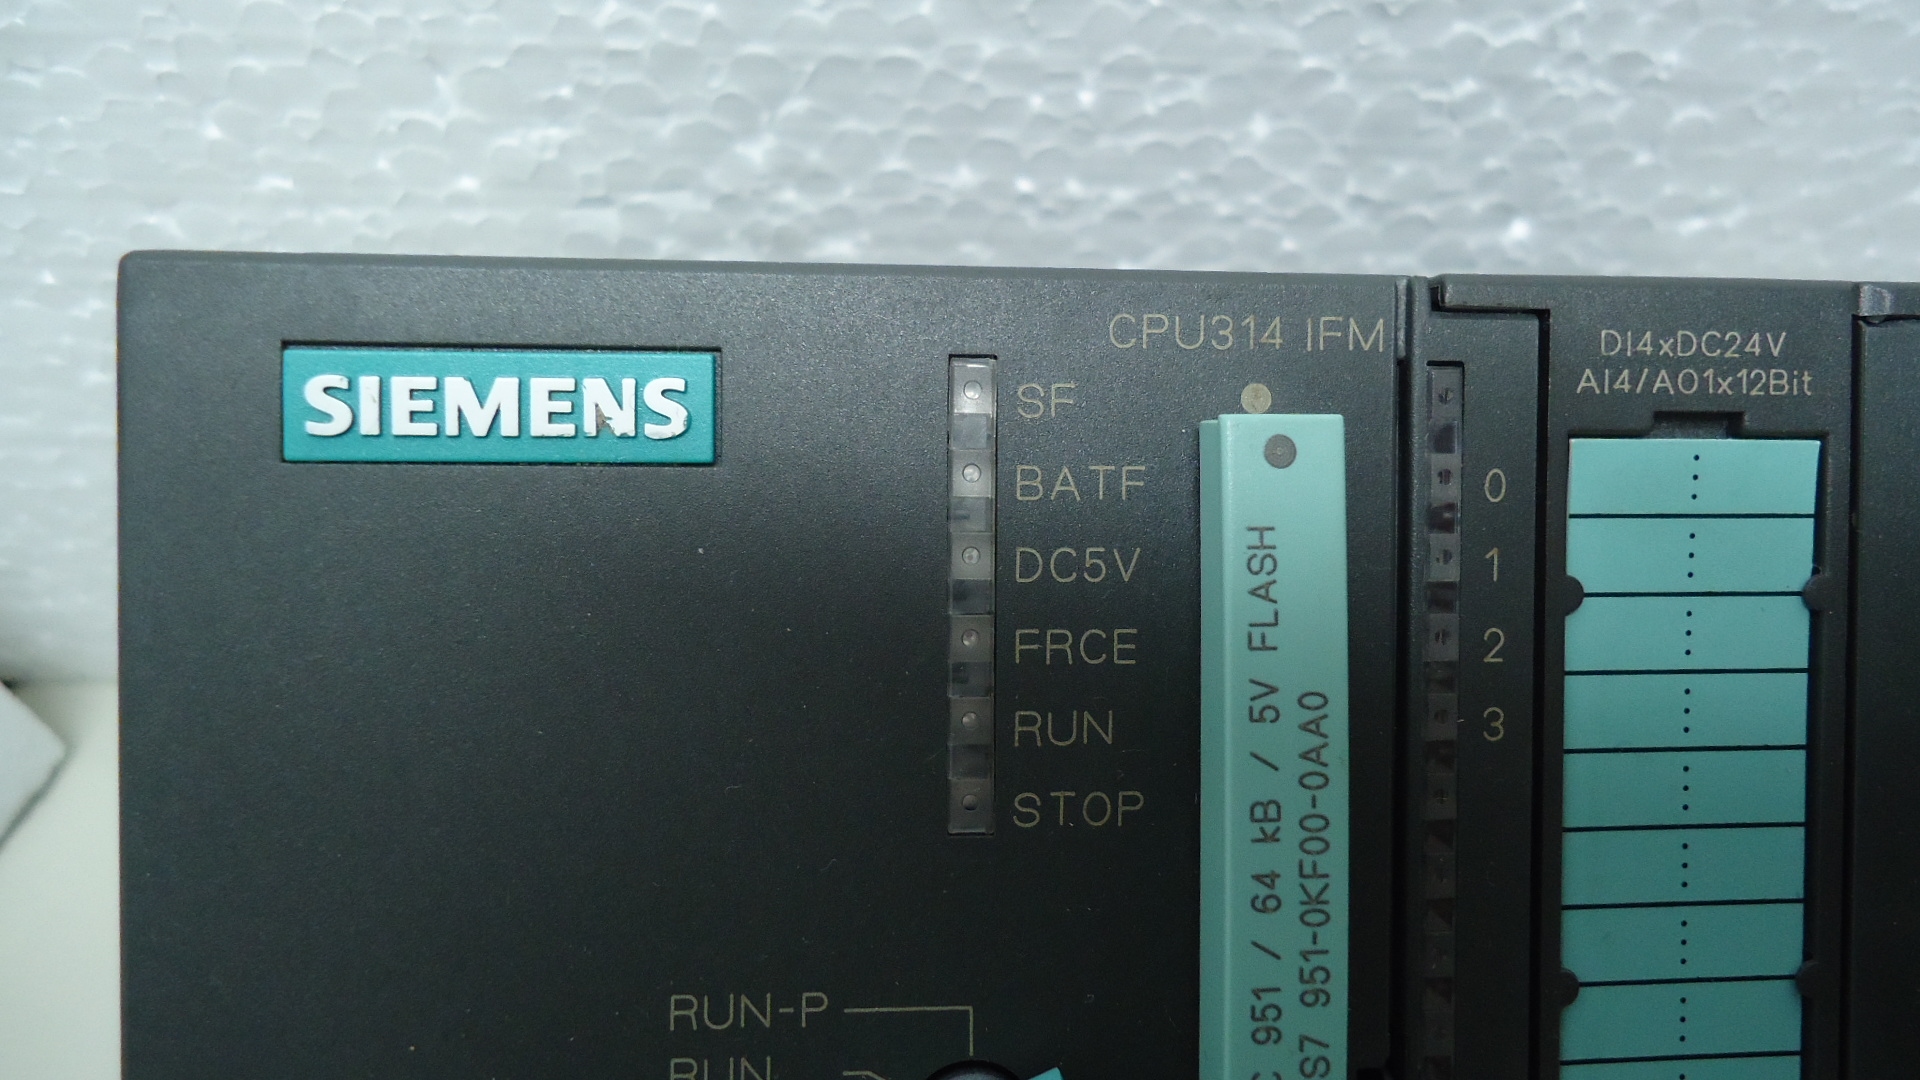 SIEMENS
CPU314 IFM
SF
BATF
DC5V
FRCE
RUN
STOP
RUN-P
RUN
C 951 / 64 kB / 5V FLASH
S7 951-0KF00-0AA0
0
1
2
3
DI4xDC24V
AI4/AO1x12Bit